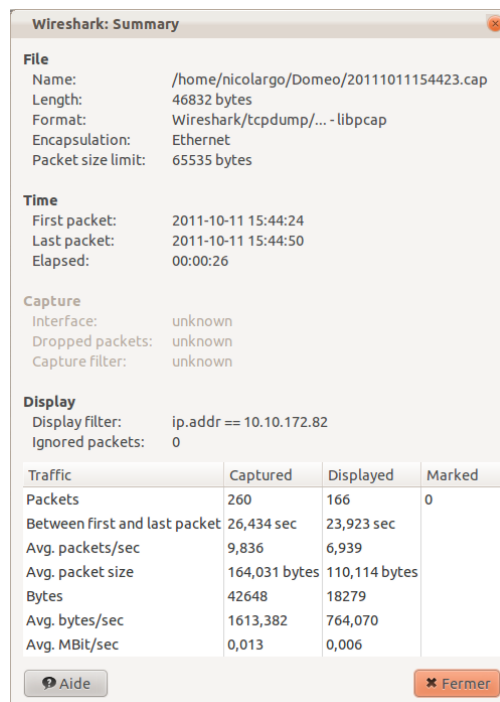 Wireshark: Summary
File
Name: /home/nicolargo/Domeo/20111011154423.cap
Length: 46832 bytes
Format: Wireshark/tcpdump/... - libpcap
Encapsulation: Ethernet
Packet size limit: 65535 bytes
Time
First packet: 2011-10-11 15:44:24
Last packet: 2011-10-11 15:44:50
Elapsed: 00:00:26
Capture
Interface: unknown
Dropped packets: unknown
Capture filter: unknown
Display
Display filter: ip.addr == 10.10.172.82
Ignored packets: 0
Traffic Captured Displayed Marked
Packets 260 166 0
Between first and last packet 26,434 sec 23,923 sec
Avg. packets/sec 9,836 6,939
Avg. packet size 164,031 bytes 110,114 bytes
Bytes 42648 18279
Avg. bytes/sec 1613,382 764,070
Avg. MBit/sec 0,013 0,006
Aide Fermer